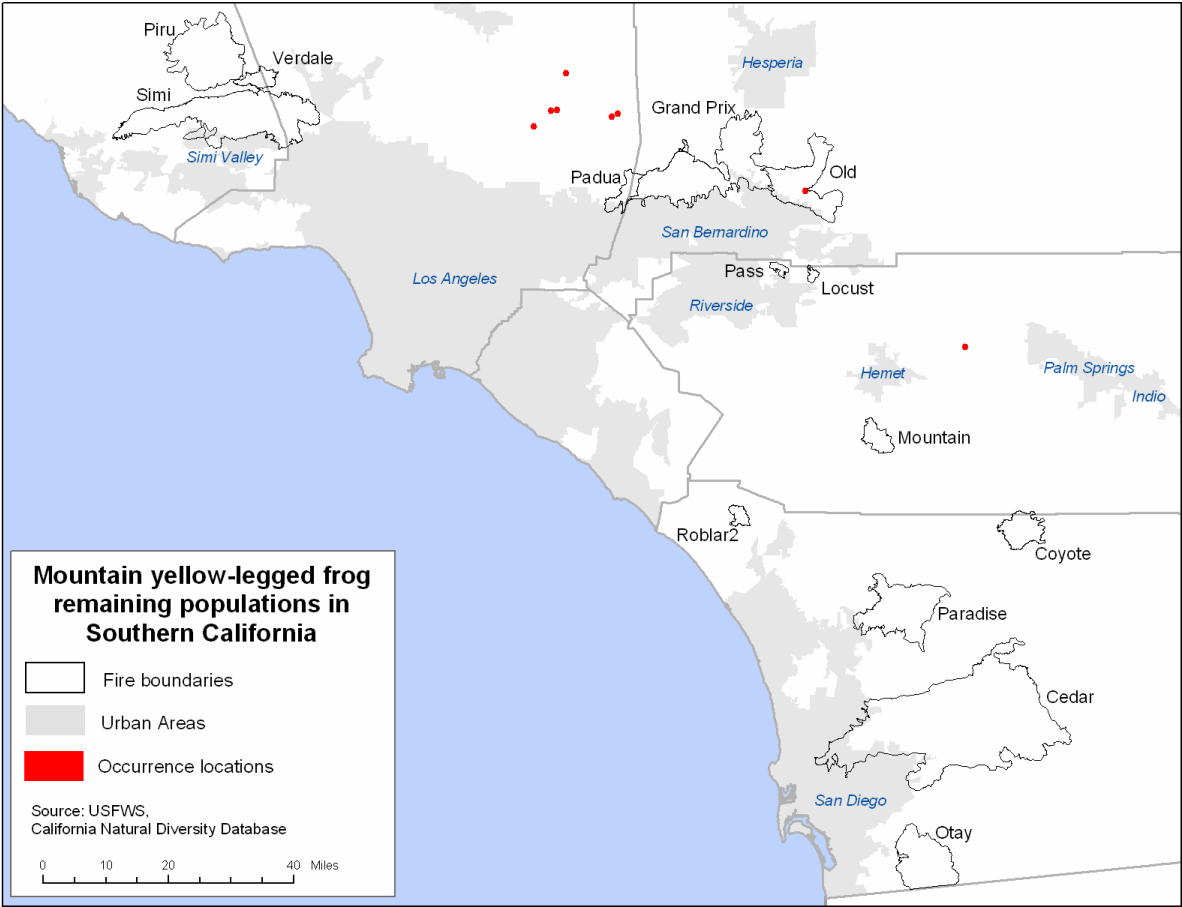 Piru
Verdale
Hesperia
Simi
Grand Prix
Simi Valley
Padua
Old
San Bernardino
Los Angeles
Pass
Locust
Riverside
Hemet
Palm Springs
Indio
Mountain
Roblar2
Coyote
Mountain yellow-legged frog
remaining populations in
Southern California
Fire boundaries
Urban Areas
Occurrence locations
Source: USFWS,
California Natural Diversity Database
0 10 20 40 Miles
Paradise
Cedar
San Diego
Otay